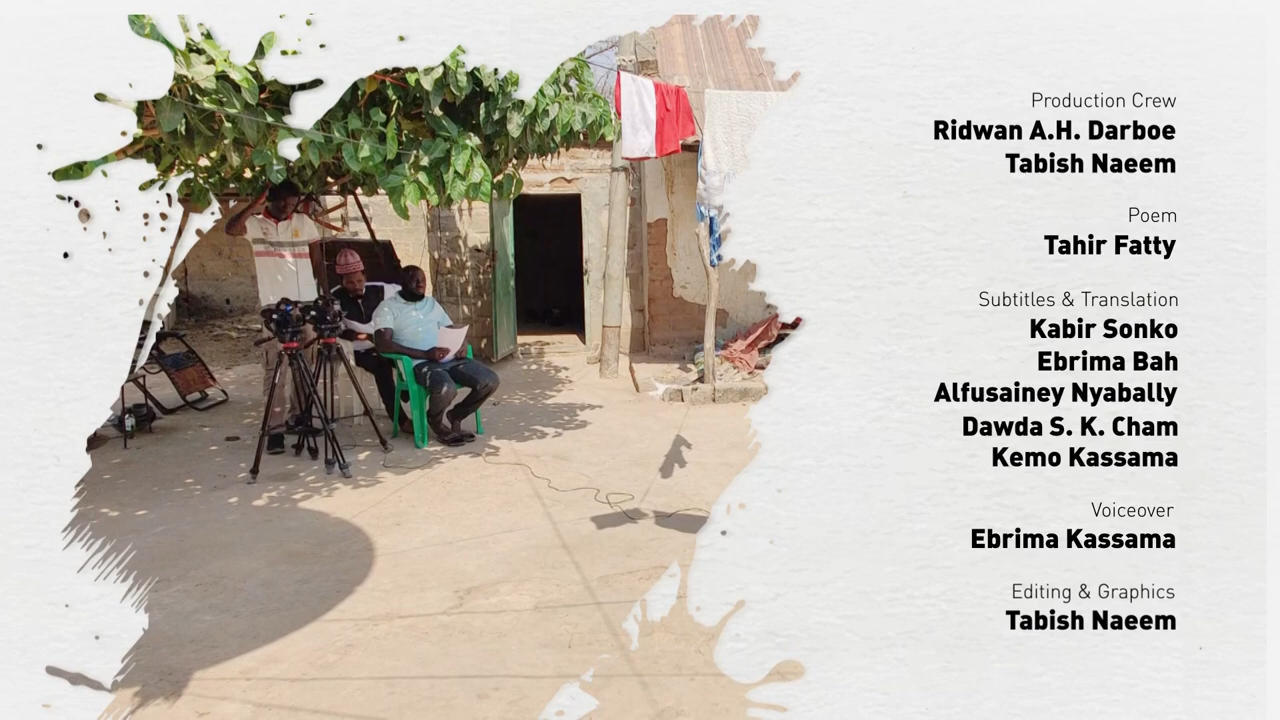 Production Crew
Ridwan A.H. Darboe
Tabish Naeem
Poem
Tahir Fatty
Subtitles & Translation
Kabir Sonko
Ebrima Bah
Alfusainey Nyabally
Dawda S. K. Cham
Kemo Kassama
Voiceover
Ebrima Kassama
Editing & Graphics
Tabish Naeem